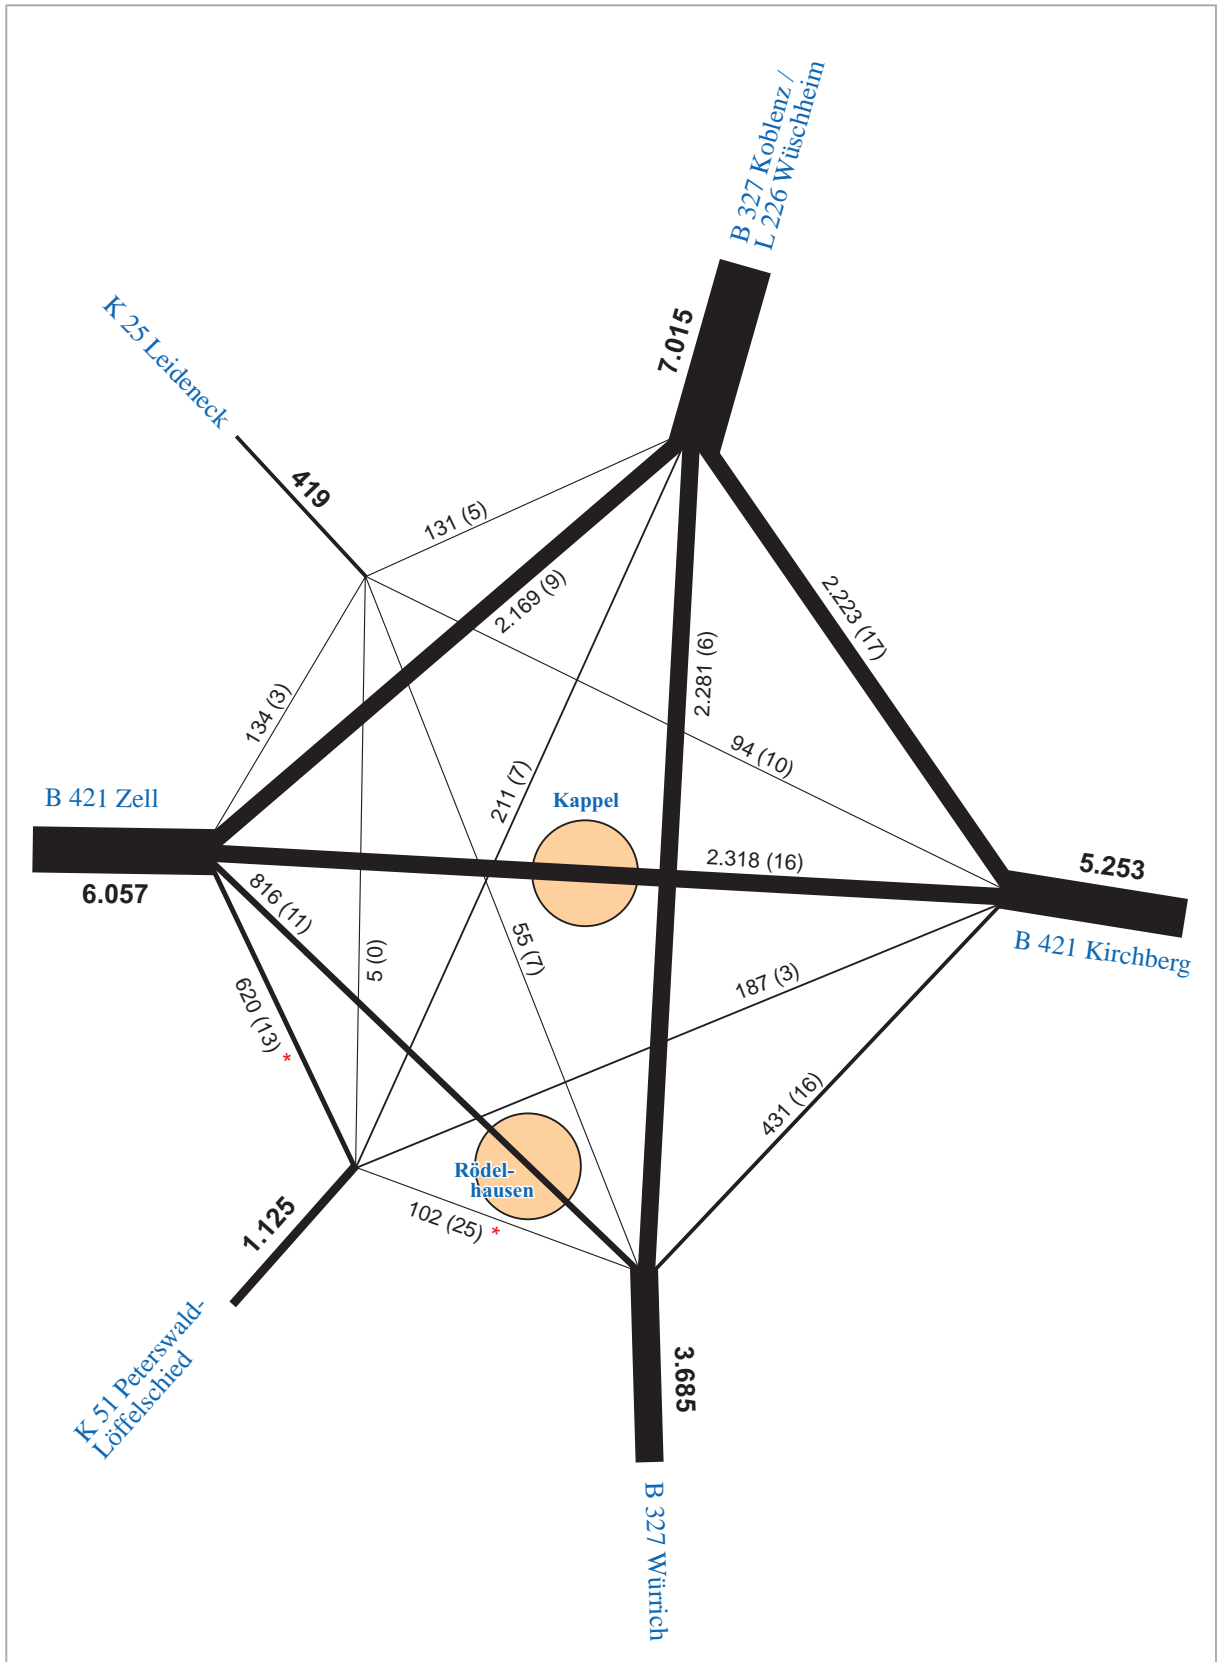 B 327 Koblenz /
L 226 Wüschheim
7.015
K 25 Leideneck
419
131 (5)
2.169 (9)
2.223 (17)
2.281 (6)
134 (3)
94 (10)
211 (7)
B 421 Zell
Kappel
6.057
2.318 (16)
5.253
B 421 Kirchberg
816 (11)
55 (7)
5 (0)
187 (3)
620 (13) *
431 (16)
Rödel-
hausen
102 (25) *
1.125
K 51 Peterswald-
Löffelschied
3.685
B 327 Würrich